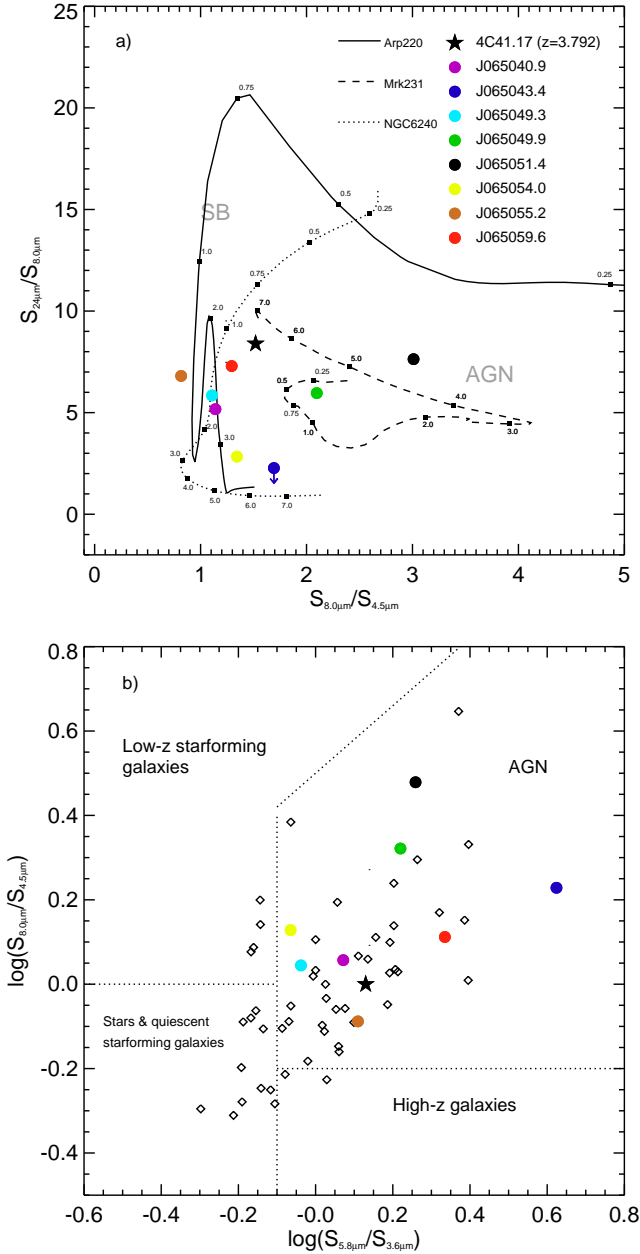 25
20
15
10
5
0
S24μm/S8.0μm
a)
Arp220
Mrk231
NGC6240
4C41.17 (z=3.792)
J065040.9
J065043.4
J065049.3
J065049.9
J065051.4
J065054.0
J065055.2
J065059.6
SB
AGN
0.75
0.5
0.25
0.25
0.5
0.75
1.0
1.0
2.0
7.0
6.0
5.0
0.5
0.25
0.75
1.0
4.0
2.0
3.0
2.0
3.0
3.0
4.0
5.0
6.0
7.0
0.25
0 1 2 3 4 5
S8.0μm/S4.5μm
0.8
0.6
0.4
0.2
0.0
-0.2
-0.4
log(S8.0μm/S4.5μm)
b)
Low-z starforming
galaxies
AGN
Stars & quiescent
starforming galaxies
High-z galaxies
-0.6 -0.4 -0.2 -0.0 0.2 0.4 0.6 0.8
log(S5.8μm/S3.6μm)